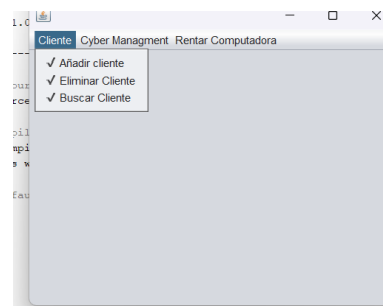 1.0
Cliente Cyber Managment Rentar Computadora
Añadir cliente
Eliminar Cliente
Buscar Cliente